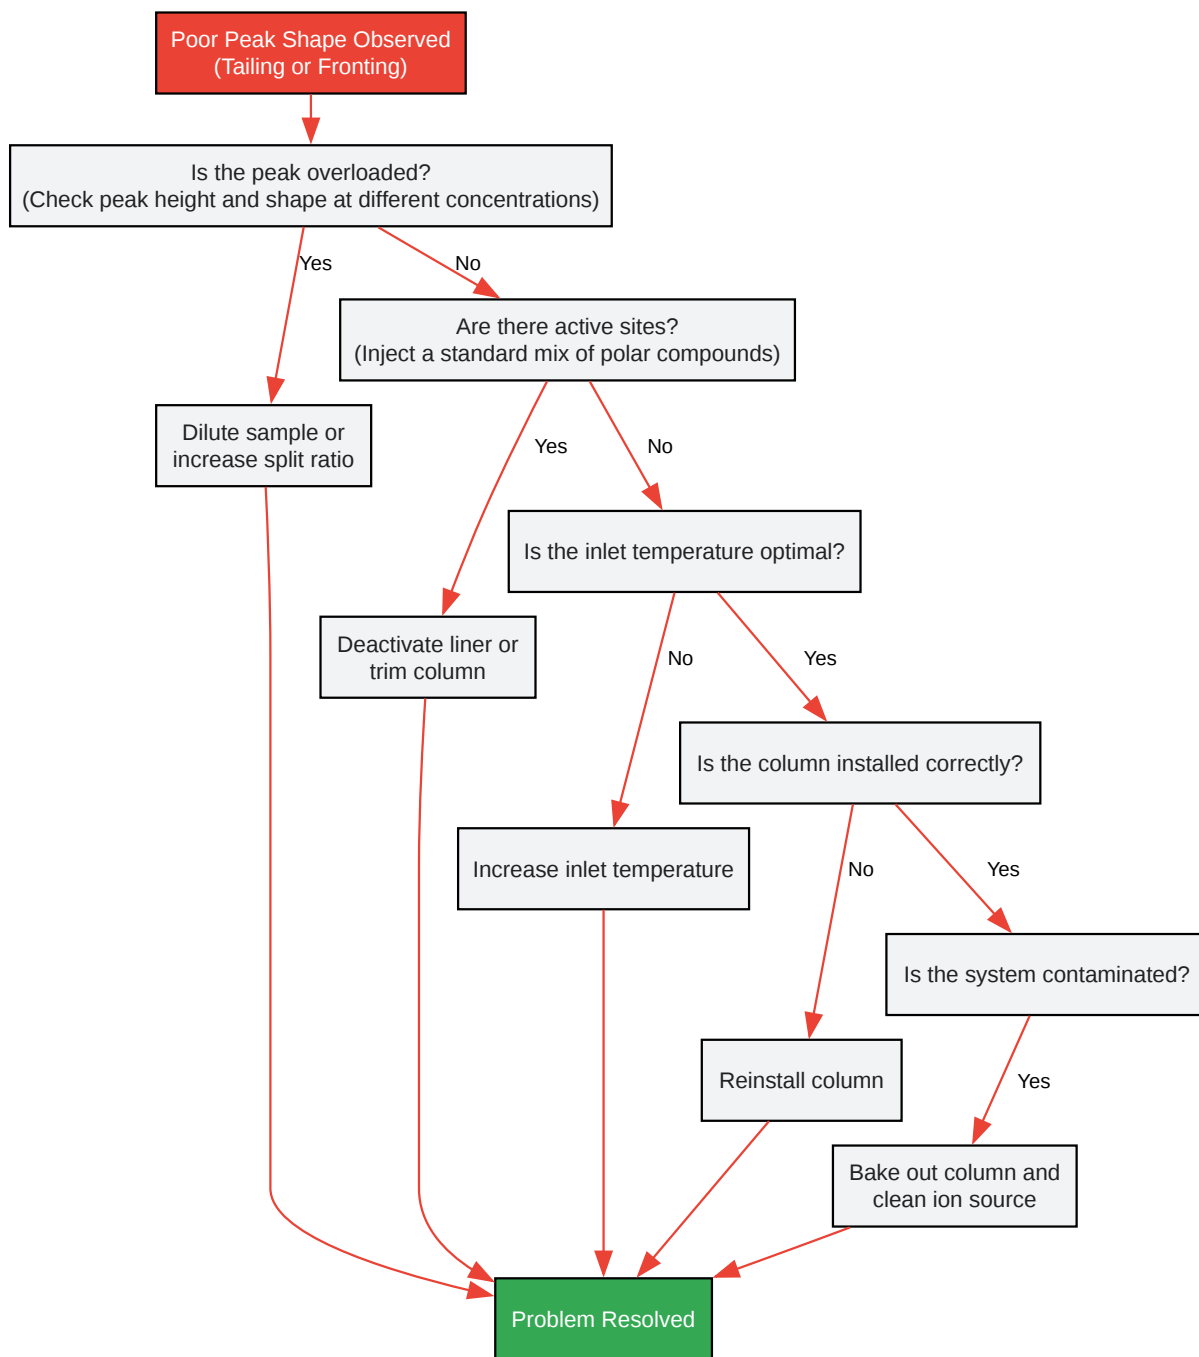 Poor Peak Shape Observed
(Tailing or Fronting)
Is the peak overloaded?
(Check peak height and shape at different concentrations)
Yes
No
Are there active sites?
(Inject a standard mix of polar compounds)
Dilute sample or
increase split ratio
Yes
No
Is the inlet temperature optimal?
Deactivate liner or
trim column
No
Yes
Is the column installed correctly?
Increase inlet temperature
No
Yes
Is the system contaminated?
Reinstall column
Yes
Bake out column and
clean ion source
Problem Resolved